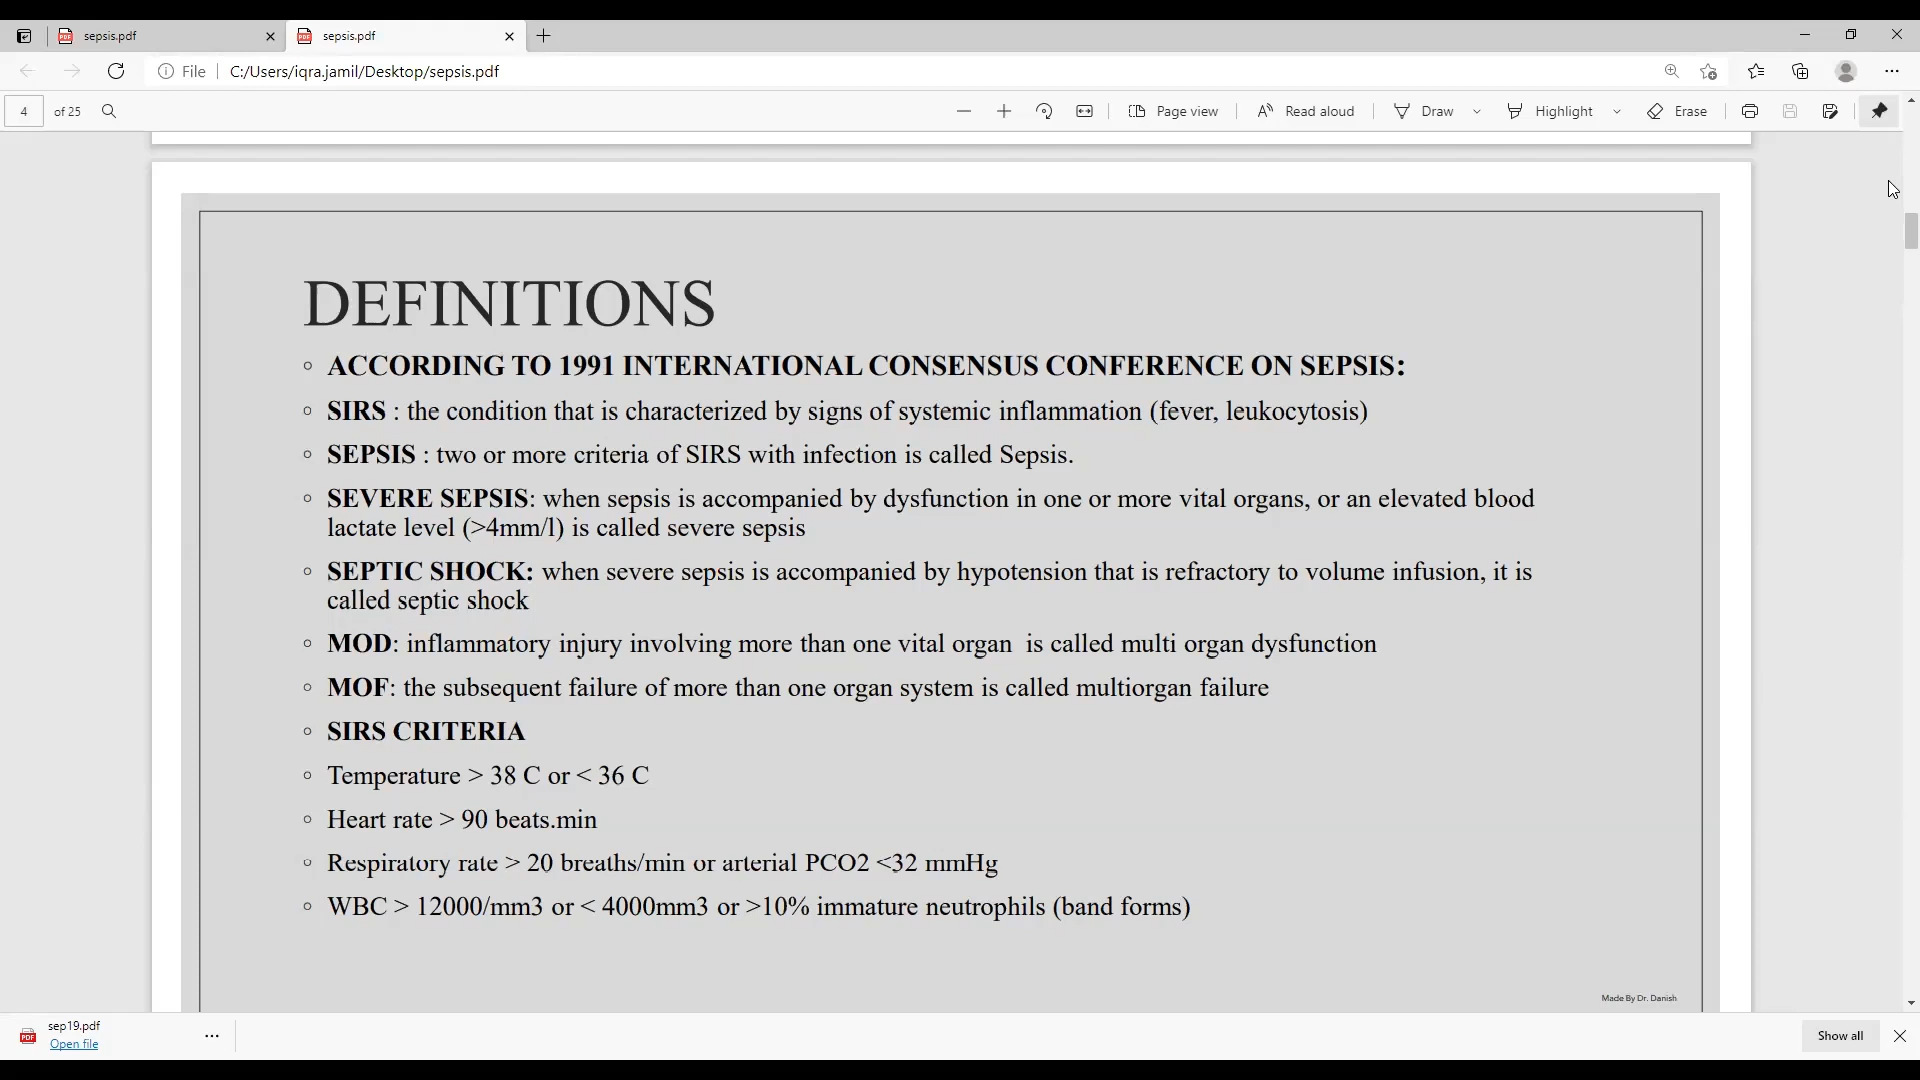 sepsis.pdf
sepsis.pdf
File
C:/Users/iqra.jamil/Desktop/sepsis.pdf
4 of 25
Page view
Read aloud
Draw
Highlight
Erase
DEFINITIONS
ACCORDING TO 1991 INTERNATIONAL CONSENSUS CONFERENCE ON SEPSIS:
SIRS : the condition that is characterized by signs of systemic inflammation (fever, leukocytosis)
SEPSIS : two or more criteria of SIRS with infection is called Sepsis.
SEVERE SEPSIS: when sepsis is accompanied by dysfunction in one or more vital organs, or an elevated blood
lactate level (>4mm/l) is called severe sepsis
SEPTIC SHOCK: when severe sepsis is accompanied by hypotension that is refractory to volume infusion, it is
called septic shock
MOD: inflammatory injury involving more than one vital organ is called multi organ dysfunction
MOF: the subsequent failure of more than one organ system is called multiorgan failure
SIRS CRITERIA
Temperature > 38 C or < 36 C
Heart rate > 90 beats.min
Respiratory rate > 20 breaths/min or arterial PCO2 <32 mmHg
WBC > 12000/mm3 or < 4000mm3 or >10% immature neutrophils (band forms)
Made By Dr. Danish
sep19.pdf
Open file
Show all